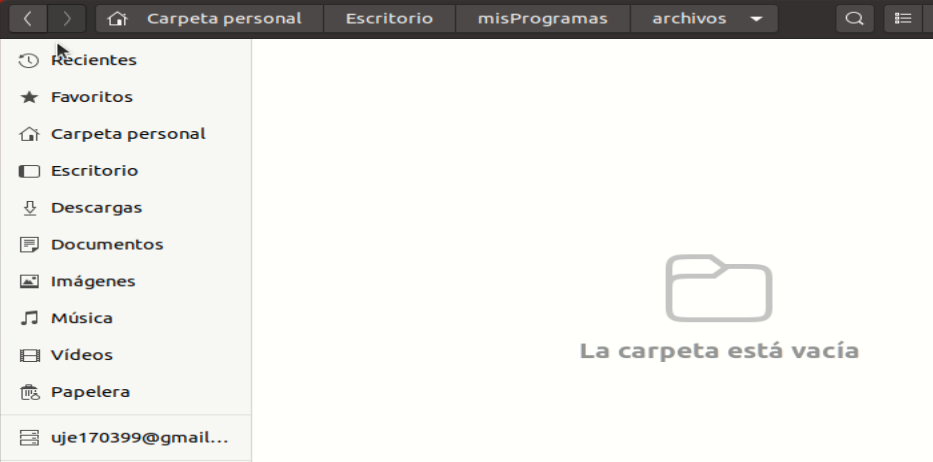 Carpeta personal Escritorio misProgramas archivos
Recientes
Favoritos
Carpeta personal
Escritorio
Descargas
Documentos
Imágenes
Música
Vídeos
Papelera
uje170399@gmail...
La carpeta está vacía